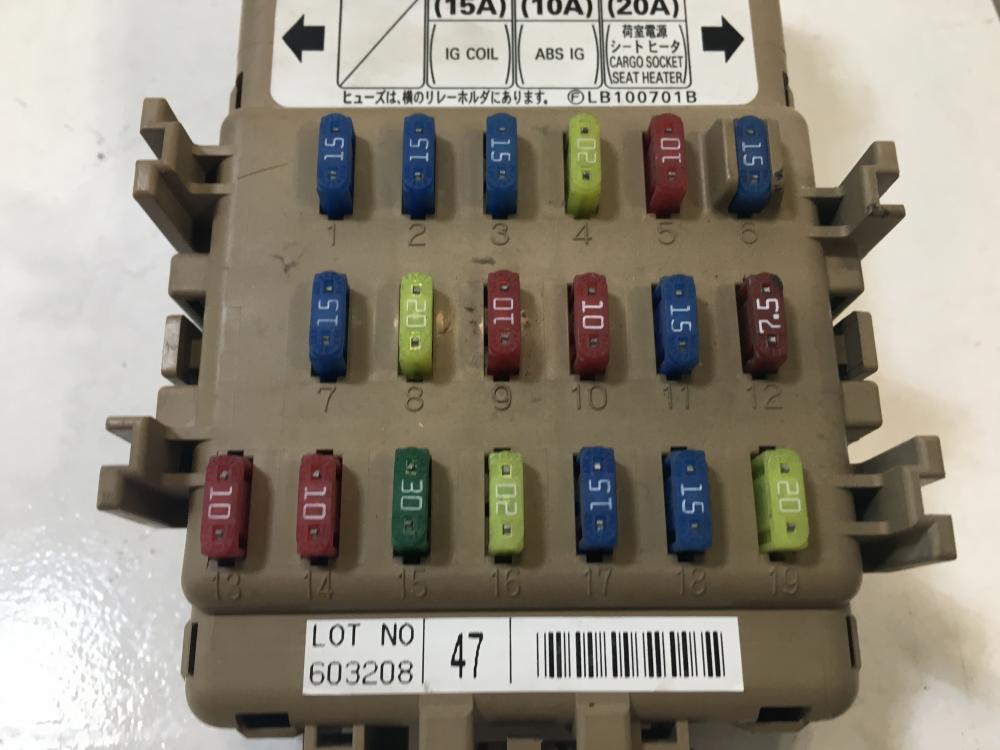 (15A) (10A) (20A)
IG COIL ABS IG 荷室電源
シート ヒータ
CARGO SOCKET
SEAT HEATER
ヒューズは、横のリレーホルダにあります。 ⒻLB100701B
15 15 15 20 10 15
1 2 3 4 5 6
15 20 10 10 15 7.5
7 8 9 10 11 12
10 10 30 20 15 15 20
13 14 15 16 17 18 19
LOT NO 47
603208